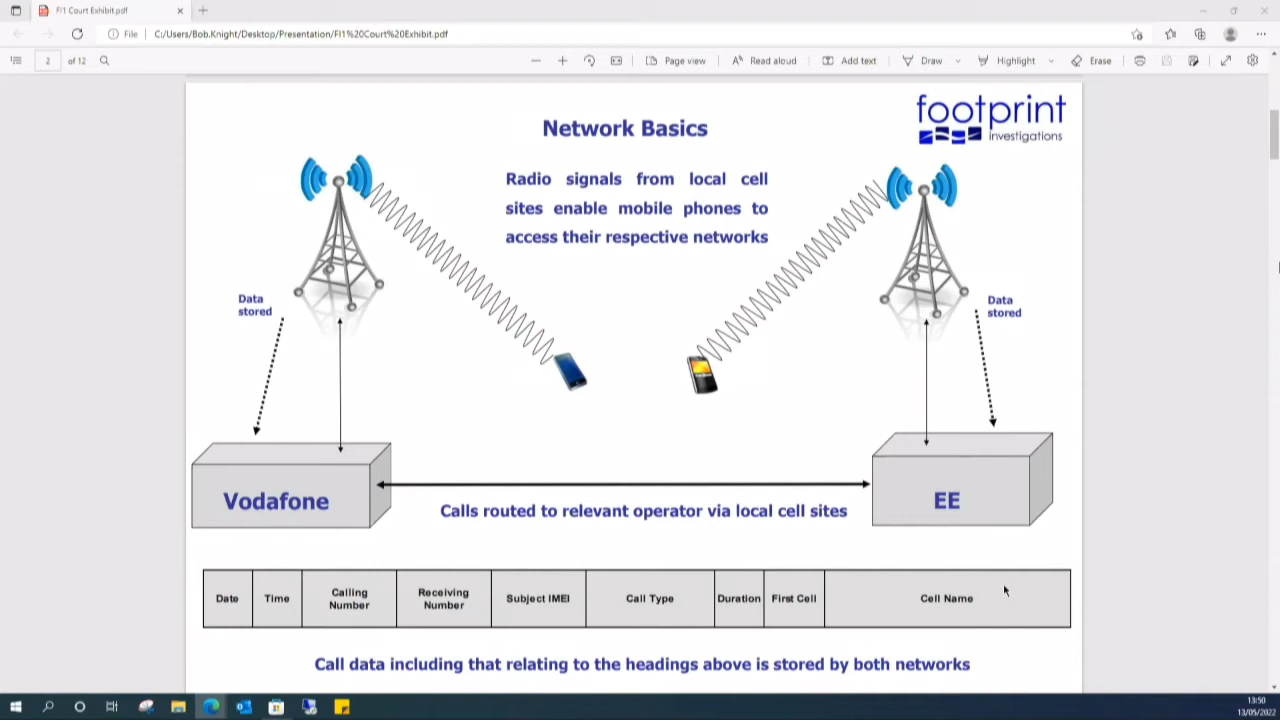 FI1 Court Exhibit.pdf
File
C:/Users/Bob.Knight/Desktop/Presentation/FI1%20Court%20Exhibit.pdf
2
of 12
Page view
Read aloud
Add text
Draw
Highlight
Erase
footprint
investigations
Network Basics
Radio signals from local cell
sites enable mobile phones to
access their respective networks
Data
stored
Data
stored
Vodafone
EE
Calls routed to relevant operator via local cell sites
Date
Time
Calling
Number
Receiving
Number
Subject IMEI
Call Type
Duration
First Cell
Cell Name
Call data including that relating to the headings above is stored by both networks
13:50
13/05/2022